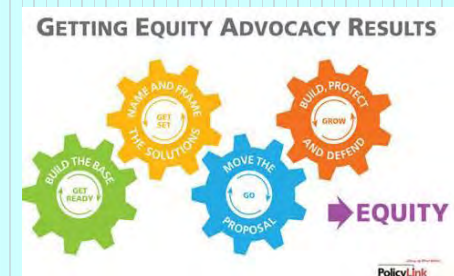 GETTING EQUITY ADVOCACY RESULTS
BUILD THE BASE
GET
READY
NAME AND FRAME
THE SOLUTIONS
GET
SET
MOVE THE
PROPOSAL
GO
BUILD, PROTECT
AND DEFEND
GROW
EQUITY
PolicyLink